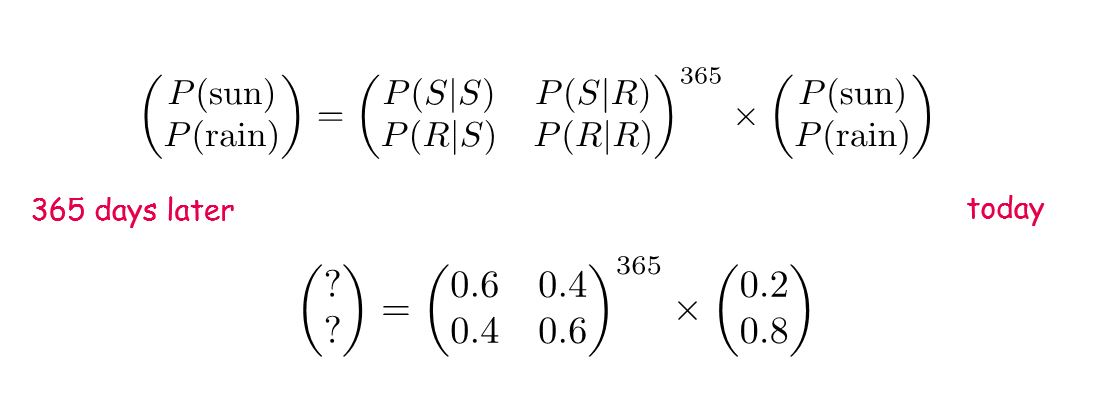 (P(sun) P(rain)) = (P(S|S) P(S|R) P(R|S) P(R|R))^365 × (P(sun) P(rain))
365 days later today
(? ?) = (0.6 0.4 0.4 0.6)^365 × (0.2 0.8)